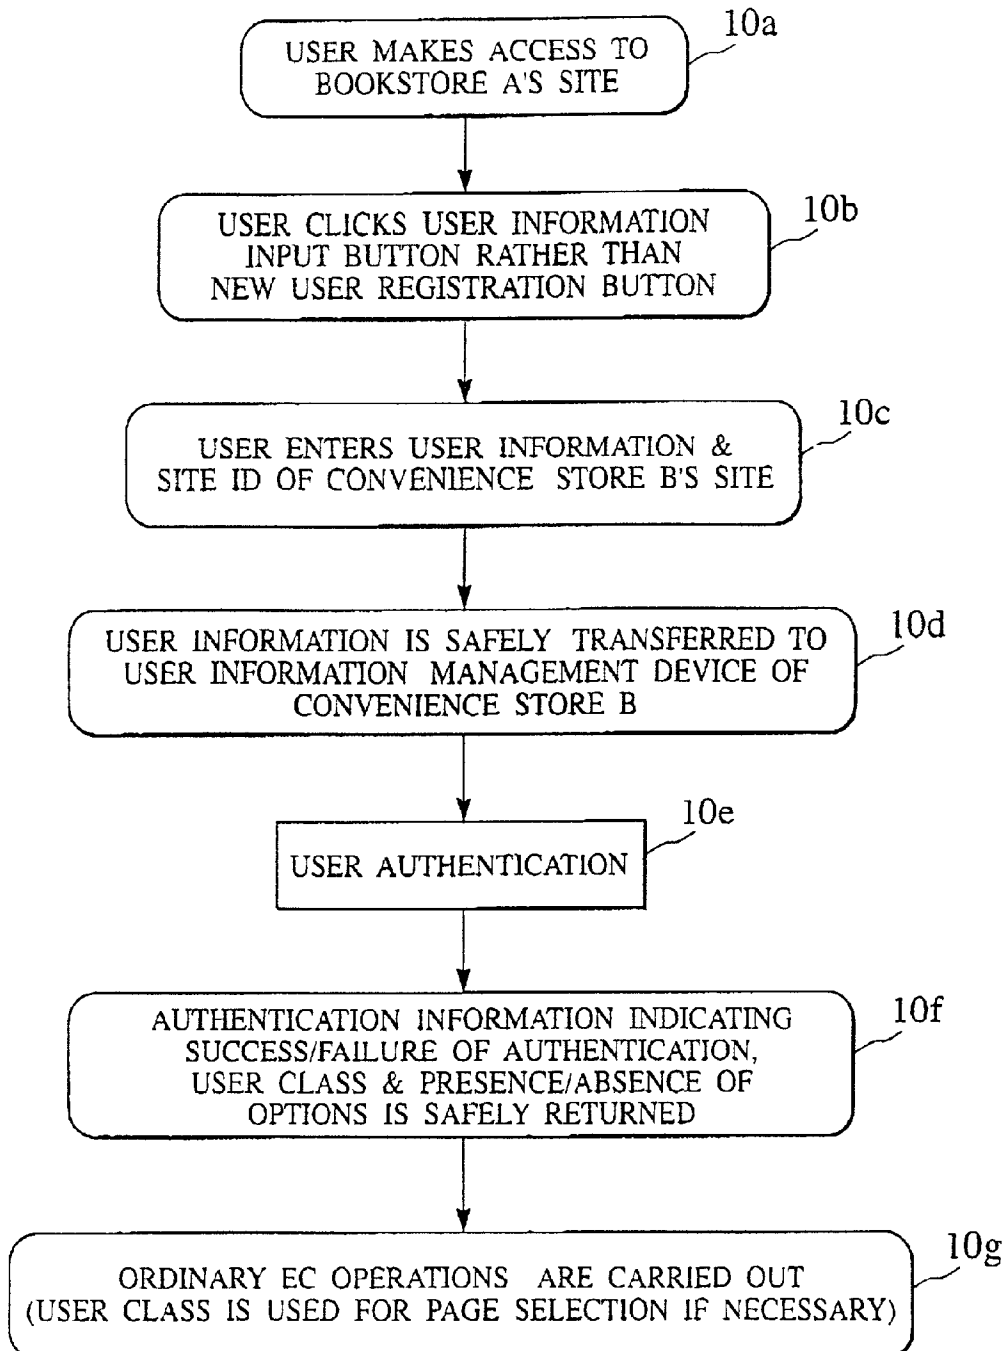 10a
USER MAKES ACCESS TO
BOOKSTORE A'S SITE
10b
USER CLICKS USER INFORMATION
INPUT BUTTON RATHER THAN
NEW USER REGISTRATION BUTTON
10c
USER ENTERS USER INFORMATION &
SITE ID OF CONVENIENCE STORE B'S SITE
10d
USER INFORMATION IS SAFELY TRANSFERRED TO
USER INFORMATION MANAGEMENT DEVICE OF
CONVENIENCE STORE B
10e
USER AUTHENTICATION
10f
AUTHENTICATION INFORMATION INDICATING
SUCCESS/FAILURE OF AUTHENTICATION,
USER CLASS & PRESENCE/ABSENCE OF
OPTIONS IS SAFELY RETURNED
10g
ORDINARY EC OPERATIONS ARE CARRIED OUT
(USER CLASS IS USED FOR PAGE SELECTION IF NECESSARY)